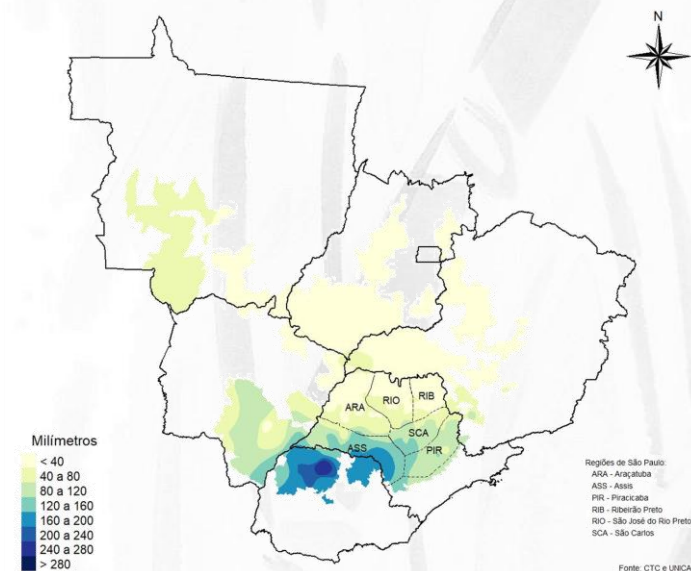 N
ARA
RIO
RIB
SCA
ASS
PIR
Milímetros
< 40
40 a 80
80 a 120
120 a 160
160 a 200
200 a 240
240 a 280
> 280
Regiões de São Paulo:
ARA - Araçatuba
ASS - Assis
PIR - Piracicaba
RIB - Ribeirão Preto
RIO - São José do Rio Preto
SCA - São Carlos
Fonte: CTC e UNICA